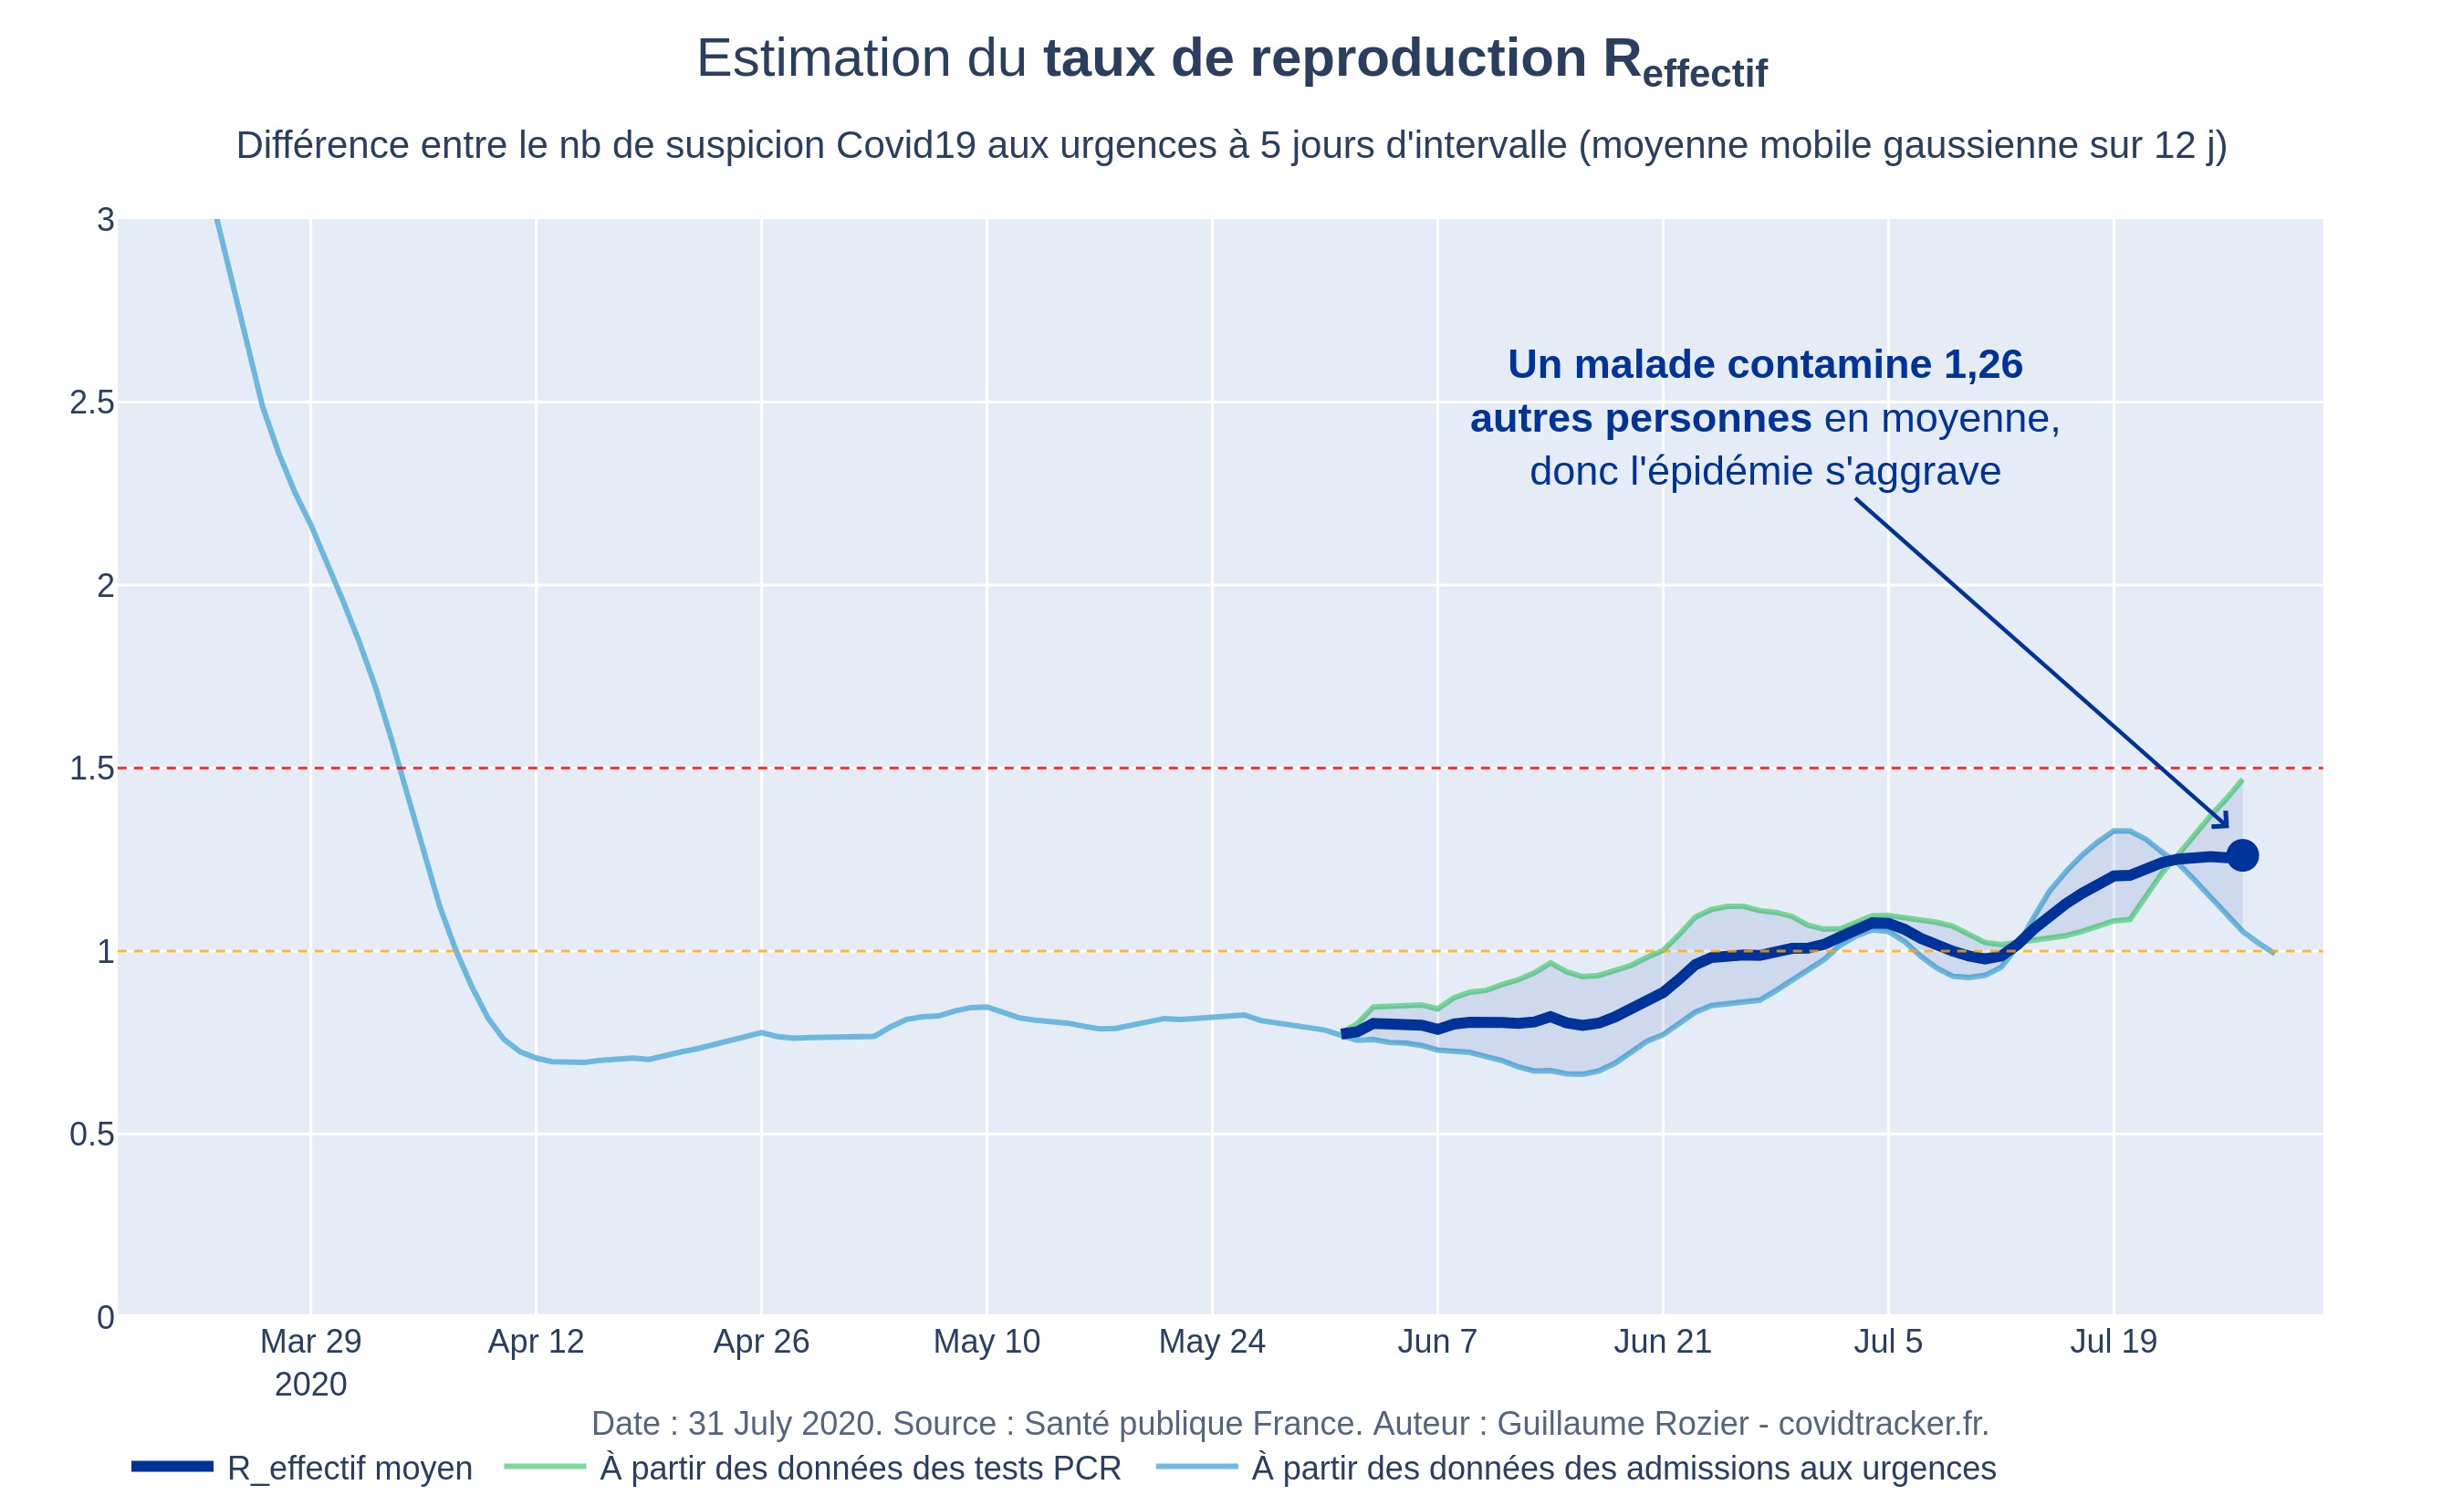 Estimation du taux de reproduction Reffectif
Différence entre le nb de suspicion Covid19 aux urgences à 5 jours d'intervalle (moyenne mobile gaussienne sur 12 j)
3
2.5
2
1.5
1
0.5
0
Un malade contamine 1,26
autres personnes en moyenne,
donc l'épidémie s'aggrave
Mar 29 Apr 12 Apr 26 May 10 May 24 Jun 7 Jun 21 Jul 5 Jul 19
2020
Date : 31 July 2020. Source : Santé publique France. Auteur : Guillaume Rozier - covidtracker.fr.
R_effectif moyen À partir des données des tests PCR À partir des données des admissions aux urgences